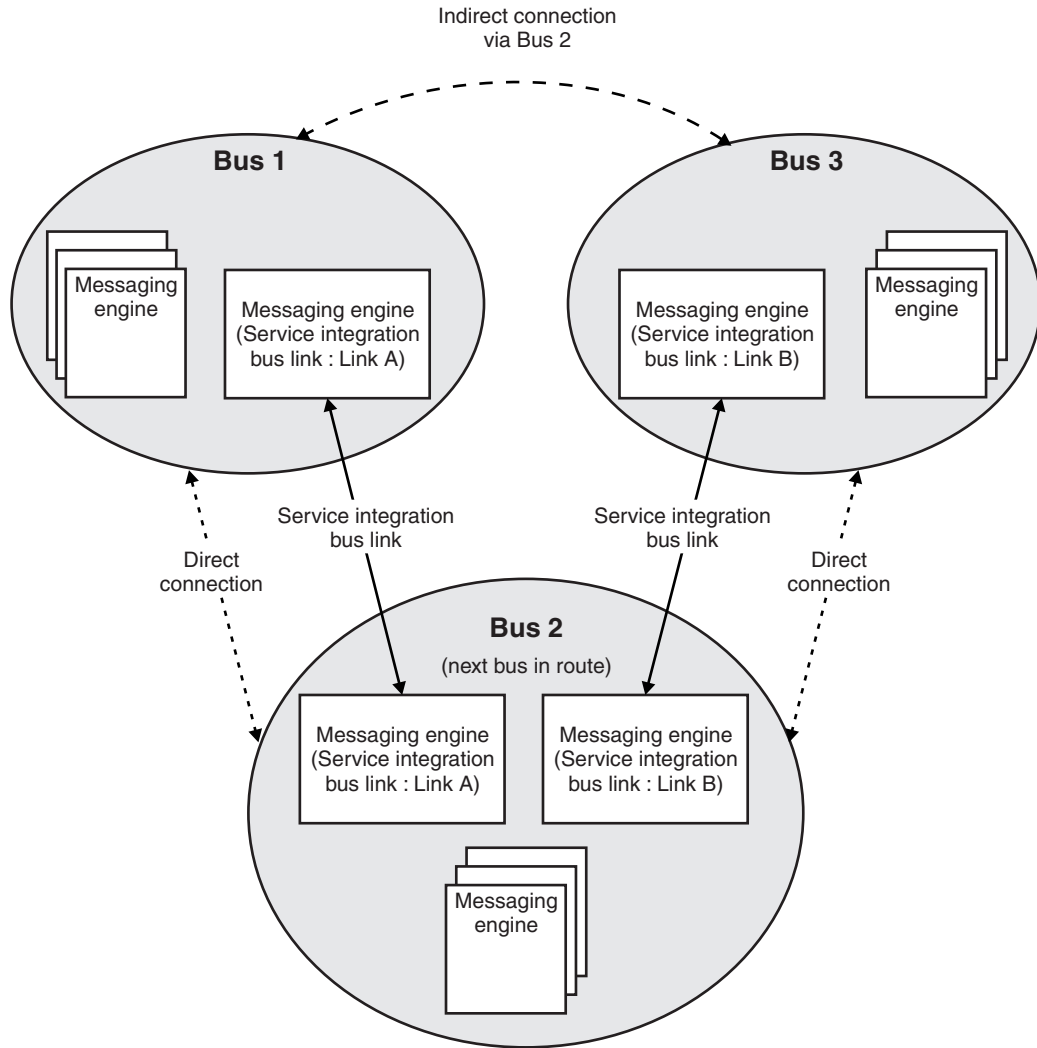 Indirect connection
via Bus 2
Bus 1
Bus 3
Messaging
engine
Messaging engine
(Service integration
bus link : Link A)
Messaging engine
(Service integration
bus link : Link B)
Messaging
engine
Service integration
bus link
Service integration
bus link
Direct
connection
Direct
connection
Bus 2
(next bus in route)
Messaging engine
(Service integration
bus link : Link A)
Messaging engine
(Service integration
bus link : Link B)
Messaging
engine